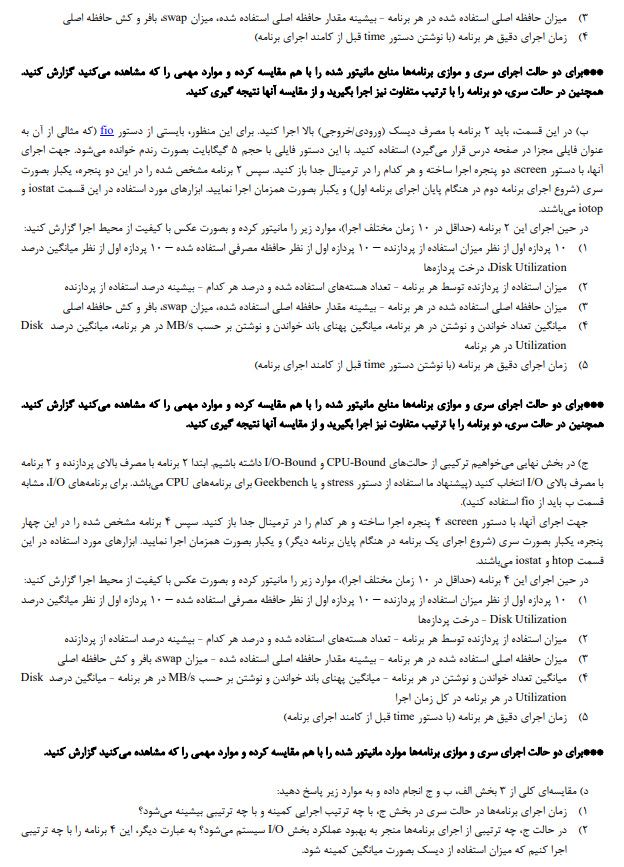 ۳) میزان حافظه اصلی استفاده شده در هر برنامه - بیشینه مقدار حافظه اصلی استفاده شده، میزان swap، بافر و کش حافظه اصلی
۴) زمان اجرای دقیق هر برنامه (با نوشتن دستور time قبل از کامند اجرای برنامه)
***برای دو حالت اجرای سری و موازی برنامه‌ها منابع مانیتور شده را با هم مقایسه کرده و موارد مهمی را که مشاهده می‌کنید گزارش کنید.
همچنین در حالت سری، دو برنامه را با ترتیب متفاوت نیز اجرا بگیرید و از مقایسه آنها نتیجه گیری کنید.
ب) در این قسمت، باید ۲ برنامه با مصرف دیسک (ورودی/خروجی) بالا اجرا کنید. برای این منظور، بایستی از دستور fio (که مثالی از آن به
عنوان فایلی مجزا در صفحه درس قرار می‌گیرد) استفاده کنید. با این دستور فایلی با حجم ۵ گیگابایت بصورت رندم خوانده می‌شود. جهت اجرای
آنها، با دستور screen، دو پنجره اجرا ساخته و هر کدام را در ترمینال جدا باز کنید. سپس ۲ برنامه مشخص شده را در این دو پنجره، یکبار بصورت
سری (شروع اجرای برنامه دوم در هنگام پایان اجرای برنامه اول) و یکبار بصورت همزمان اجرا نمایید. ابزارهای مورد استفاده در این قسمت iostat و
iotop می‌باشند.
در حین اجرای این ۲ برنامه (حداقل در ۱۰ زمان مختلف اجرا)، موارد زیر را مانیتور کرده و بصورت عکس با کیفیت از محیط اجرا گزارش کنید:
۱) ۱۰ پردازه اول از نظر میزان استفاده از پردازنده – ۱۰ پردازه اول از نظر حافظه مصرفی استفاده شده – ۱۰ پردازه اول از نظر میانگین درصد
Disk Utilization، درخت پردازه‌ها
۲) میزان استفاده از پردازنده توسط هر برنامه - تعداد هسته‌های استفاده شده و درصد هر کدام - بیشینه درصد استفاده از پردازنده
۳) میزان حافظه اصلی استفاده شده در هر برنامه - بیشینه مقدار حافظه اصلی استفاده شده، میزان swap، بافر و کش حافظه اصلی
۴) میانگین تعداد خواندن و نوشتن در هر برنامه، میانگین پهنای باند خواندن و نوشتن بر حسب MB/s در هر برنامه، میانگین درصد Disk
Utilization در هر برنامه
۵) زمان اجرای دقیق هر برنامه (با نوشتن دستور time قبل از کامند اجرای برنامه)
***برای دو حالت اجرای سری و موازی برنامه‌ها منابع مانیتور شده را با هم مقایسه کرده و موارد مهمی را که مشاهده می‌کنید گزارش کنید.
همچنین در حالت سری، دو برنامه را با ترتیب متفاوت نیز اجرا بگیرید و از مقایسه آنها نتیجه گیری کنید.
ج) در بخش نهایی می‌خواهیم ترکیبی از حالت‌های CPU-Bound و I/O-Bound داشته باشیم. ابتدا ۲ برنامه با مصرف بالای پردازنده و ۲ برنامه
با مصرف بالای I/O انتخاب کنید (پیشنهاد ما استفاده از دستور stress و یا Geekbench برای برنامه‌های CPU می‌باشد. برای برنامه‌های I/O، مشابه
قسمت ب باید از fio استفاده کنید).
جهت اجرای آنها، با دستور screen، ۴ پنجره اجرا ساخته و هر کدام را در ترمینال جدا باز کنید. سپس ۴ برنامه مشخص شده را در این چهار
پنجره، یکبار بصورت سری (شروع اجرای یک برنامه در هنگام پایان برنامه دیگر) و یکبار بصورت همزمان اجرا نمایید. ابزارهای مورد استفاده در این
قسمت htop و iostat می‌باشند.
در حین اجرای این ۴ برنامه (حداقل در ۱۰ زمان مختلف اجرا)، موارد زیر را مانیتور کرده و بصورت عکس با کیفیت از محیط اجرا گزارش کنید:
۱) ۱۰ پردازه اول از نظر میزان استفاده از پردازنده – ۱۰ پردازه اول از نظر حافظه مصرفی استفاده شده – ۱۰ پردازه اول از نظر میانگین درصد
Disk Utilization - درخت پردازه‌ها
۲) میزان استفاده از پردازنده توسط هر برنامه - تعداد هسته‌های استفاده شده و درصد هر کدام - بیشینه درصد استفاده از پردازنده
۳) میزان حافظه اصلی استفاده شده در هر برنامه - بیشینه مقدار حافظه اصلی استفاده شده - میزان swap، بافر و کش حافظه اصلی
۴) میانگین تعداد خواندن و نوشتن در هر برنامه - میانگین پهنای باند خواندن و نوشتن بر حسب MB/s در هر برنامه - میانگین درصد Disk
Utilization در هر برنامه در کل زمان اجرا
۵) زمان اجرای دقیق هر برنامه (با دستور time قبل از کامند اجرای برنامه)
***برای دو حالت اجرای سری و موازی برنامه‌ها موارد مانیتور شده را با هم مقایسه کرده و موارد مهمی را که مشاهده می‌کنید گزارش کنید.
د) مقایسه‌ای کلی از ۳ بخش الف، ب و ج انجام داده و به موارد زیر پاسخ دهید:
۱) زمان اجرای برنامه‌ها در حالت سری در بخش ج، با چه ترتیب اجرایی کمینه و با چه ترتیبی بیشینه می‌شود؟
۲) در حالت ج، چه ترتیبی از اجرای برنامه‌ها منجر به بهبود عملکرد بخش I/O سیستم می‌شود؟ به عبارت دیگر، این ۴ برنامه را با چه ترتیبی
اجرا کنیم که میزان استفاده از دیسک بصورت میانگین کمینه شود.